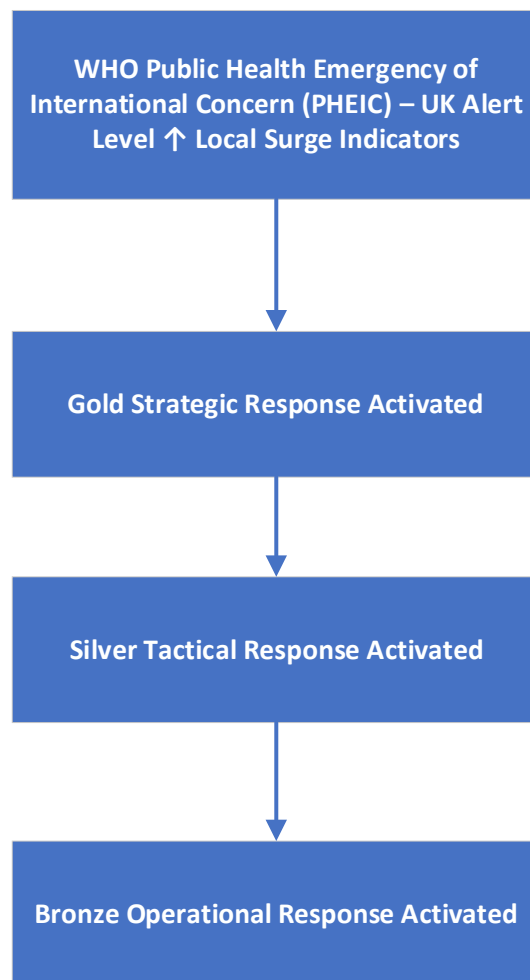 WHO Public Health Emergency of
International Concern (PHEIC) – UK Alert
Level ↑ Local Surge Indicators
Gold Strategic Response Activated
Silver Tactical Response Activated
Bronze Operational Response Activated